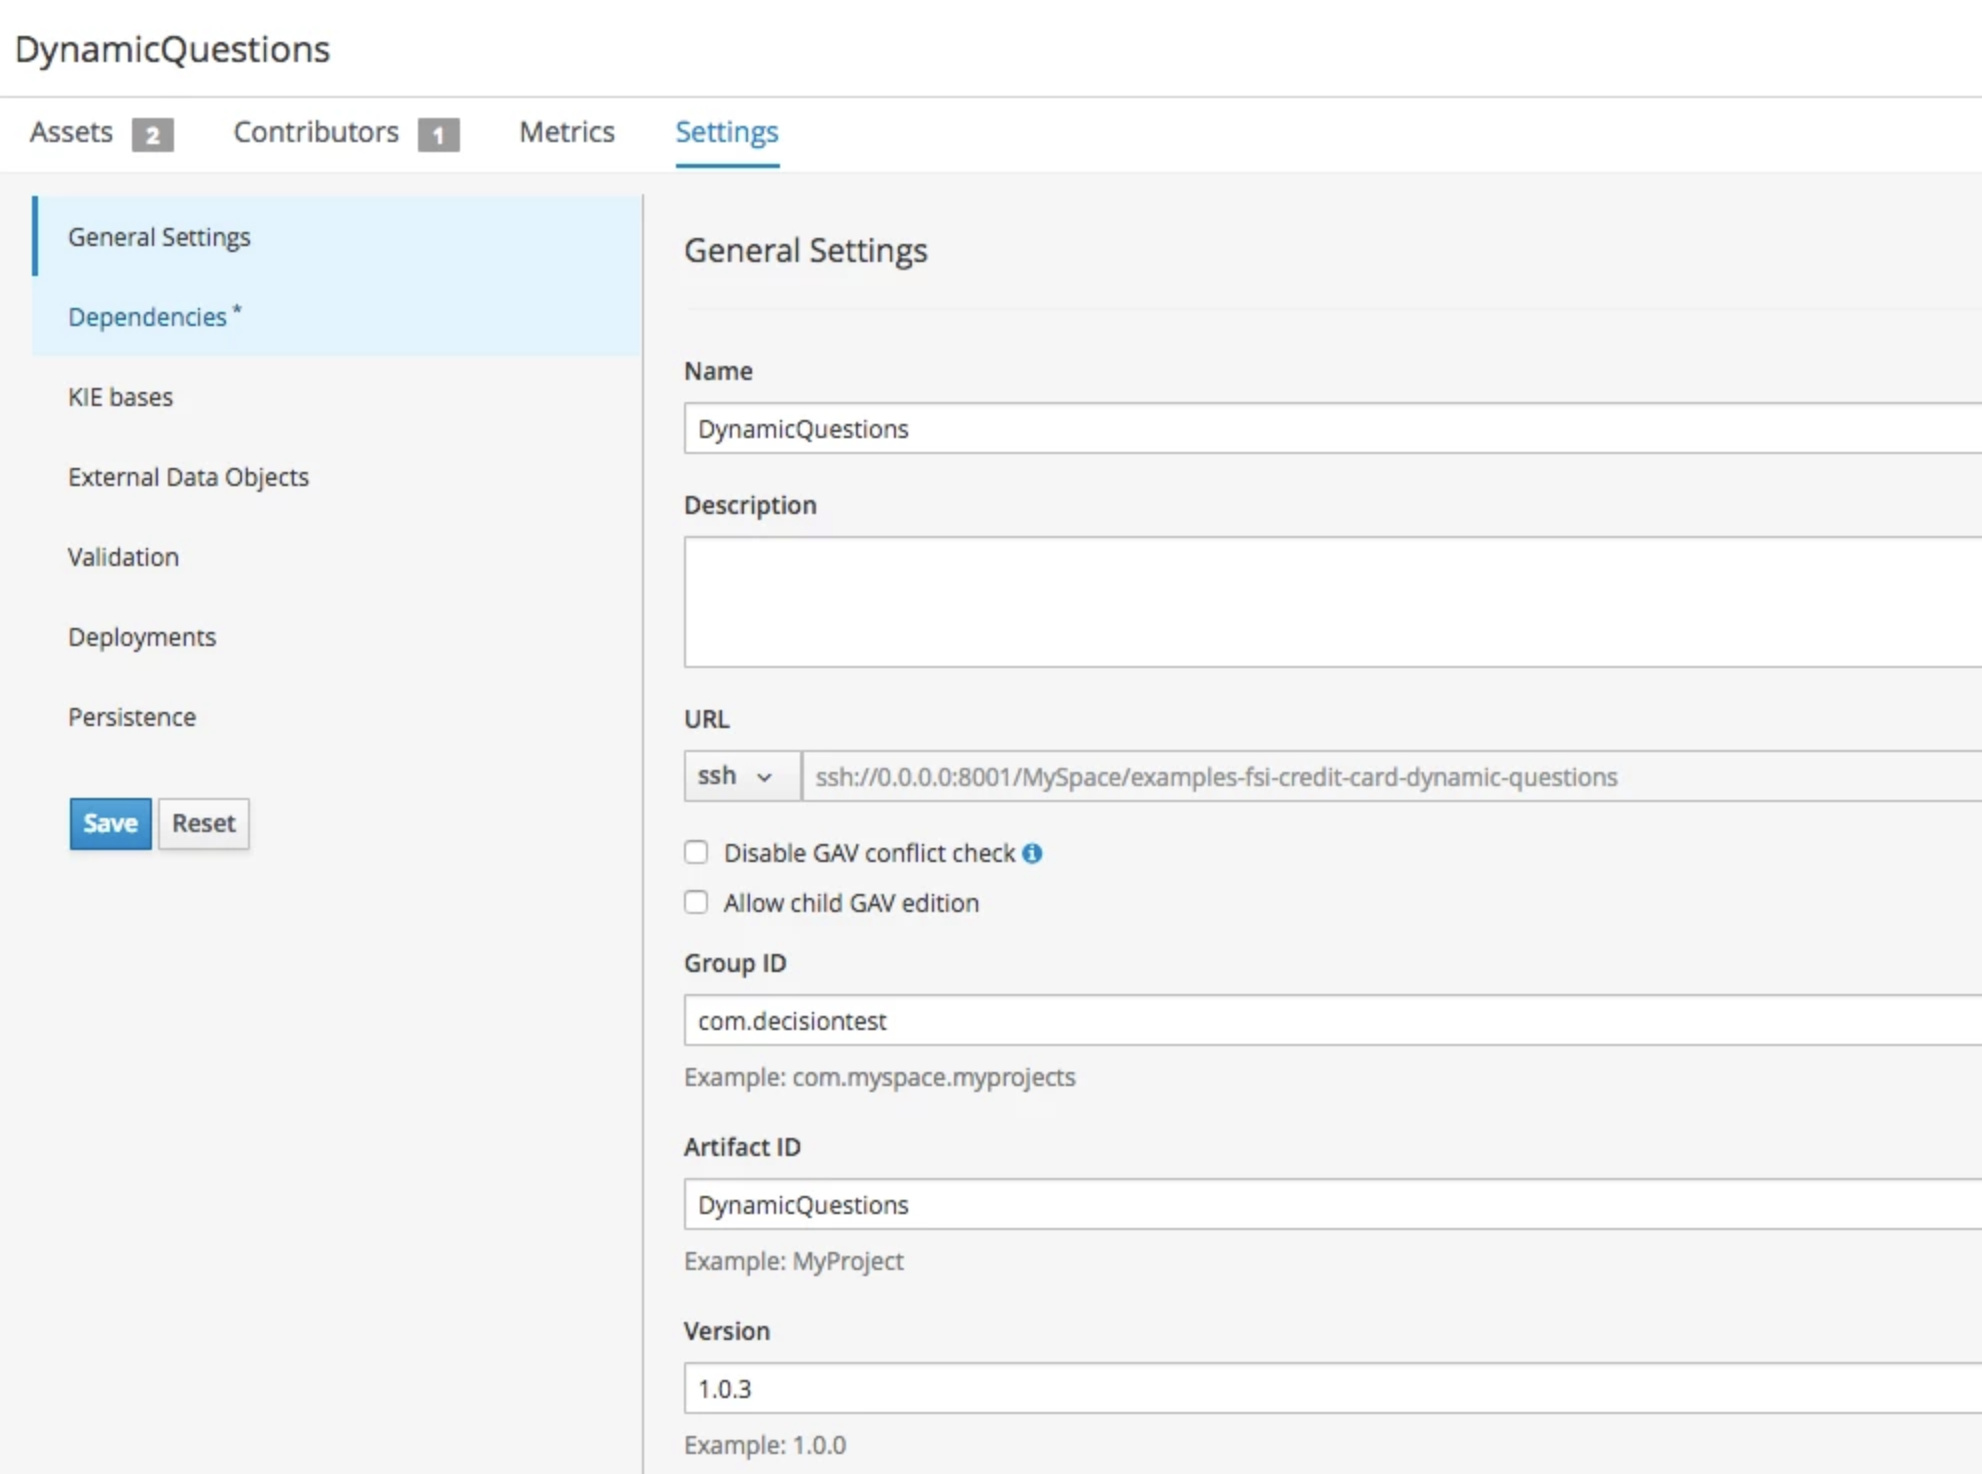 DynamicQuestions
Assets 2 Contributors 1 Metrics Settings
General Settings
Dependencies *
KIE bases
External Data Objects
Validation
Deployments
Persistence
Save Reset
General Settings
Name
DynamicQuestions
Description
URL
ssh ssh://0.0.0.0:8001/MySpace/examples-fsi-credit-card-dynamic-questions
Disable GAV conflict check
Allow child GAV edition
Group ID
com.decisiontest
Example: com.myspace.myprojects
Artifact ID
DynamicQuestions
Example: MyProject
Version
1.0.3
Example: 1.0.0